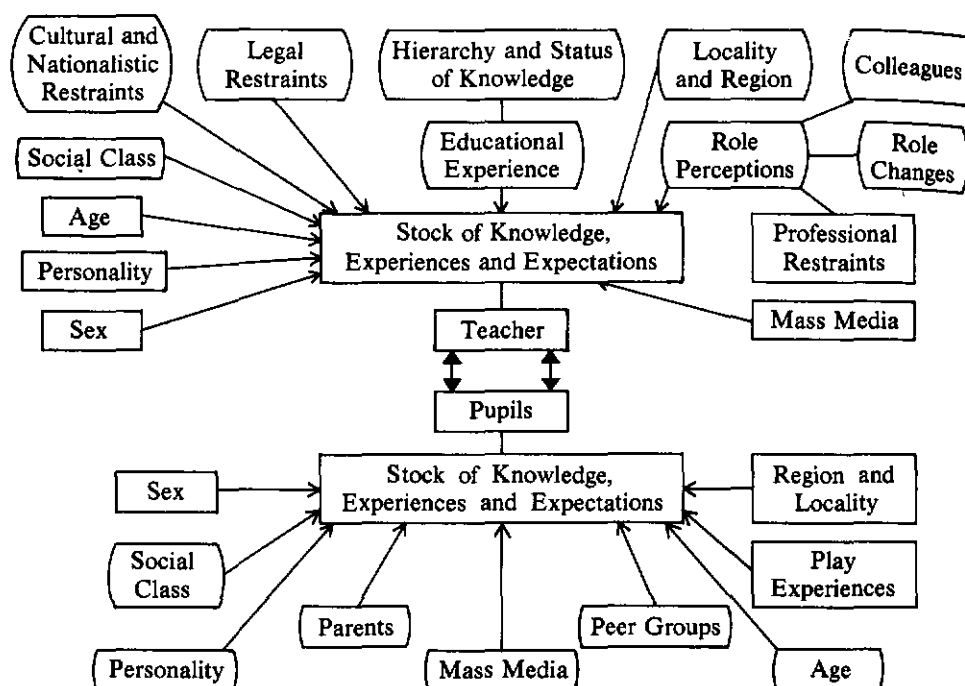 Cultural and
Nationalistic
Restraints
Legal
Restraints
Hierarchy and Status
of Knowledge
Locality
and Region
Colleagues
Social Class
Educational
Experience
Role
Perceptions
Role
Changes
Age
Stock of Knowledge,
Experiences and Expectations
Professional
Restraints
Personality
Sex
Teacher
Mass Media
Pupils
Sex
Stock of Knowledge,
Experiences and Expectations
Region and
Locality
Social
Class
Play
Experiences
Parents
Peer Groups
Personality
Mass Media
Age